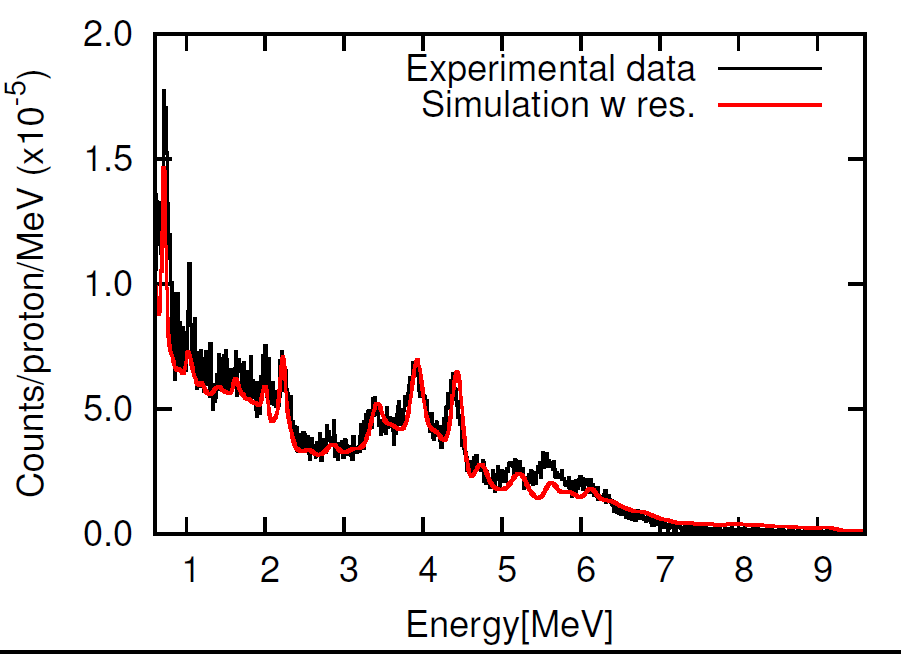 2.0
1.5
1.0
5.0
0.0
Counts/proton/MeV (x10⁻⁵)
Experimental data
Simulation w res.
1 2 3 4 5 6 7 8 9
Energy[MeV]